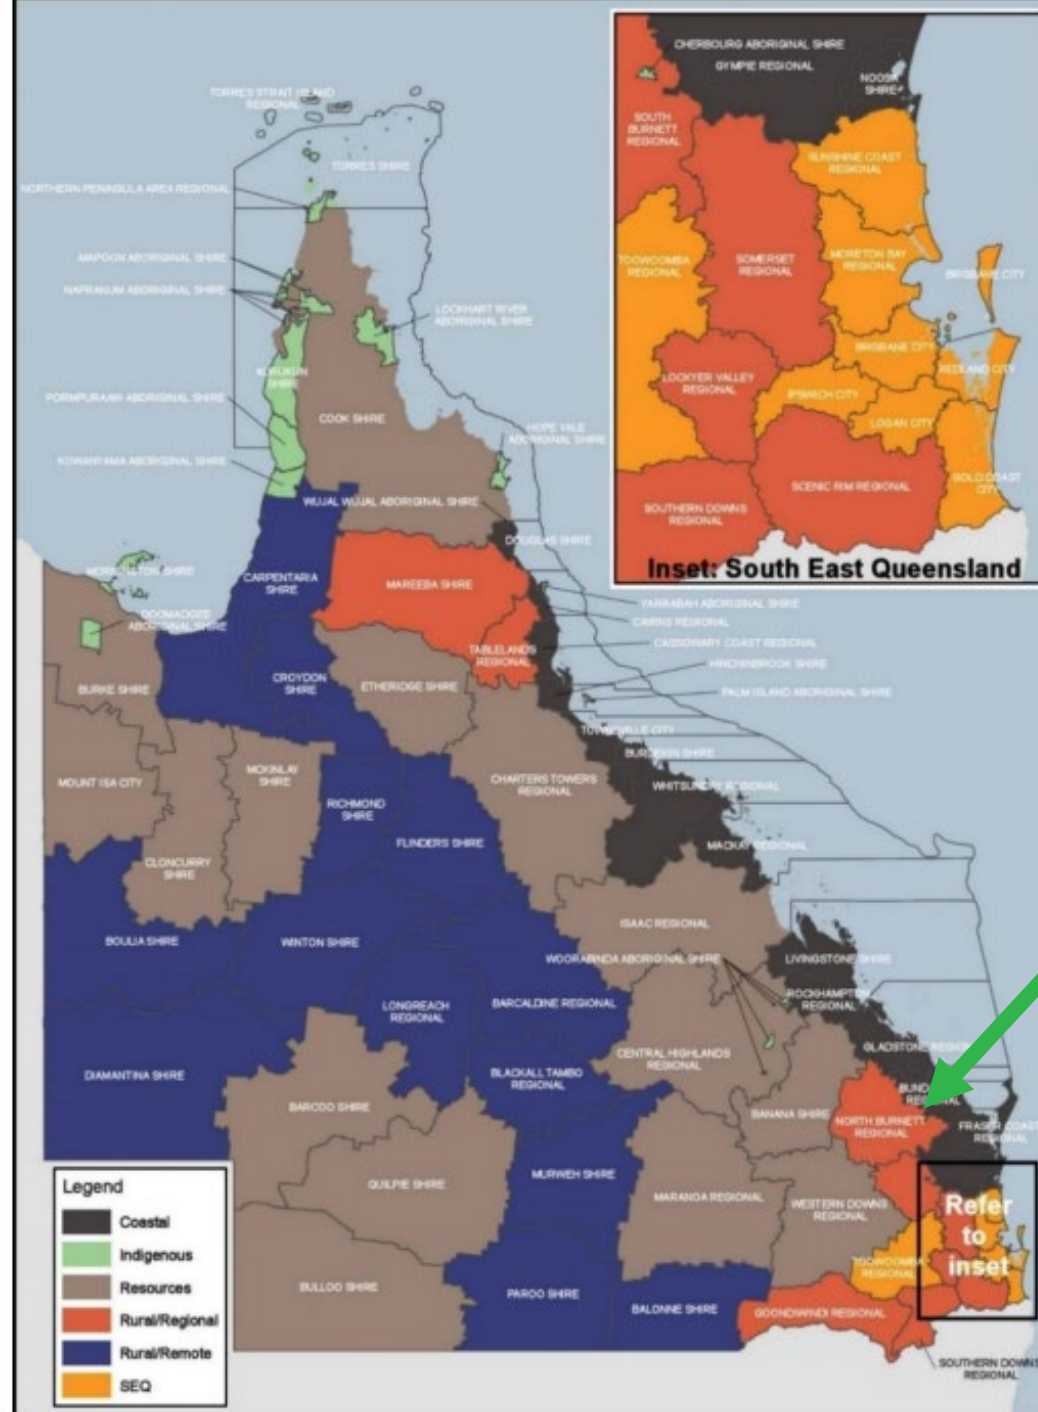 CHERBOURG ABORIGINAL SHIRE
GYMPIE REGIONAL
NOOSA
SHIRE
SOUTH
BURNETT
REGIONAL
SUNSHINE COAST
REGIONAL
TOOWOOMBA
REGIONAL
SOMERSET
REGIONAL
MORETON BAY
REGIONAL
BRISBANE CITY
BRISBANE CITY
REDLAND CITY
LOCKYER VALLEY
REGIONAL
IPSWICH CITY
LOGAN CITY
SCENIC RIM REGIONAL
GOLD COAST
CITY
SOUTHERN DOWNS
REGIONAL
Inset: South East Queensland
TORRES STRAIT ISLAND
REGIONAL
TORRES SHIRE
NORTHERN PENINSULA AREA REGIONAL
MAPOON ABORIGINAL SHIRE
NAPRANUM ABORIGINAL SHIRE
LOCKHART RIVER
ABORIGINAL SHIRE
SHIRE
PORMPURAAW ABORIGINAL SHIRE
COOK SHIRE
HOPE VALE
ABORIGINAL SHIRE
KOWANYAMA ABORIGINAL SHIRE
WUJAL WUJAL ABORIGINAL SHIRE
DOUGLAS SHIRE
MORNINGTON SHIRE
CARPENTARIA
SHIRE
MAREEBA SHIRE
YARRABAH ABORIGINAL SHIRE
CAIRNS REGIONAL
DOOMADGEE
ABORIGINAL SHIRE
CASSOWARY COAST REGIONAL
TABLELANDS
REGIONAL
HINCHINBROOK SHIRE
BURKE SHIRE
CROYDON
SHIRE
ETHERIDGE SHIRE
PALM ISLAND ABORIGINAL SHIRE
TOWNSVILLE CITY
BURDEKIN SHIRE
MOUNT ISA CITY
MCKINLAY
SHIRE
CHARTERS TOWERS
REGIONAL
WHITSUNDAY REGIONAL
RICHMOND
SHIRE
FLINDERS SHIRE
MACKAY REGIONAL
CLONCURRY
SHIRE
ISAAC REGIONAL
BOULIA SHIRE
WINTON SHIRE
WOORABINDA ABORIGINAL SHIRE
LIVINGSTONE SHIRE
LONGREACH
REGIONAL
BARCALDINE REGIONAL
ROCKHAMPTON
REGIONAL
GLADSTONE REGION
CENTRAL HIGHLANDS
REGIONAL
DIAMANTINA SHIRE
BLACKALL TAMBO
REGIONAL
BUND
REGIONAL
BARCOO SHIRE
BANANA SHIRE
NORTH BURNETT
REGIONAL
FRASER COAST
REGIONAL
QUILPIE SHIRE
MURWEH SHIRE
MARANOA REGIONAL
WESTERN DOWNS
REGIONAL
Refer
to
inset
TOOWOOMBA
REGIONAL
BULLOO SHIRE
PAROO SHIRE
BALONNE SHIRE
GOONDIWINDI REGIONAL
SOUTHERN DOWNS
REGIONAL
Legend
Coastal
Indigenous
Resources
Rural/Regional
Rural/Remote
SEQ